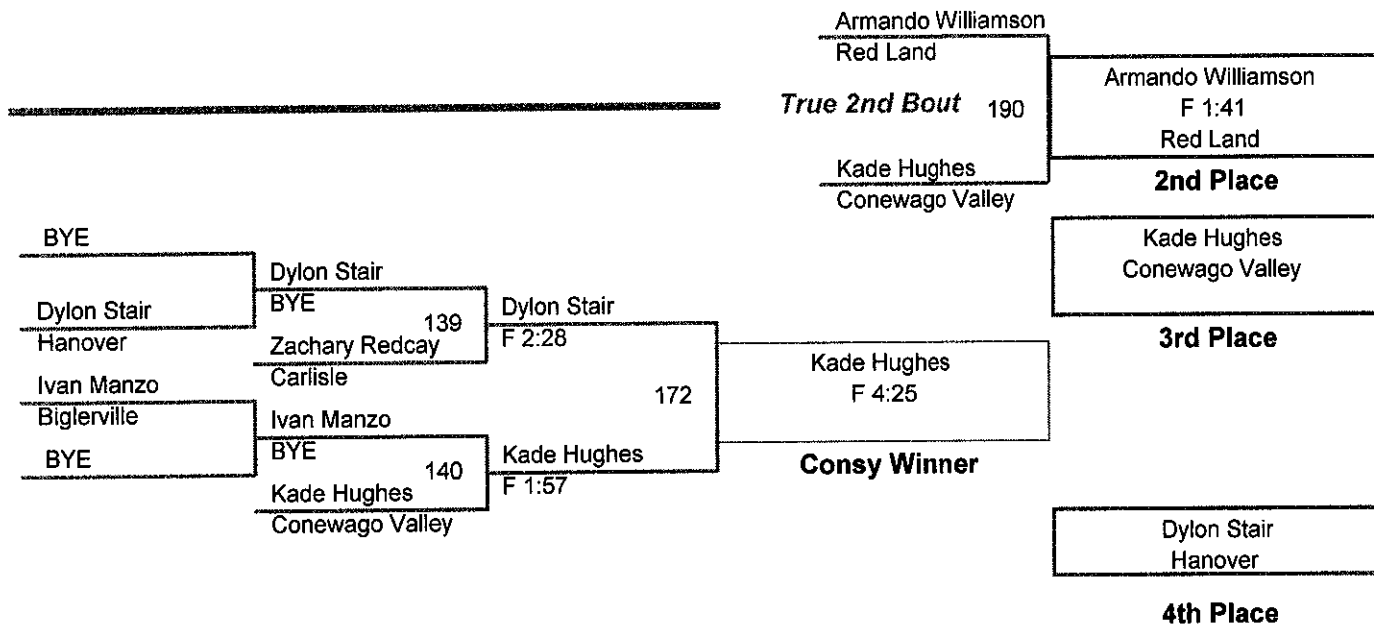 Armando Williamson
Red Land
True 2nd Bout 190
Kade Hughes
Conewago Valley
Armando Williamson
F 1:41
Red Land
2nd Place
Kade Hughes
Conewago Valley
3rd Place
BYE
Dylon Stair
Hanover
Ivan Manzo
Biglerville
BYE
Dylon Stair
BYE
139
Zachary Redcay
Carlisle
Ivan Manzo
BYE
140
Kade Hughes
Conewago Valley
Dylon Stair
F 2:28
172
Kade Hughes
F 1:57
Kade Hughes
F 4:25
Consy Winner
Dylon Stair
Hanover
4th Place